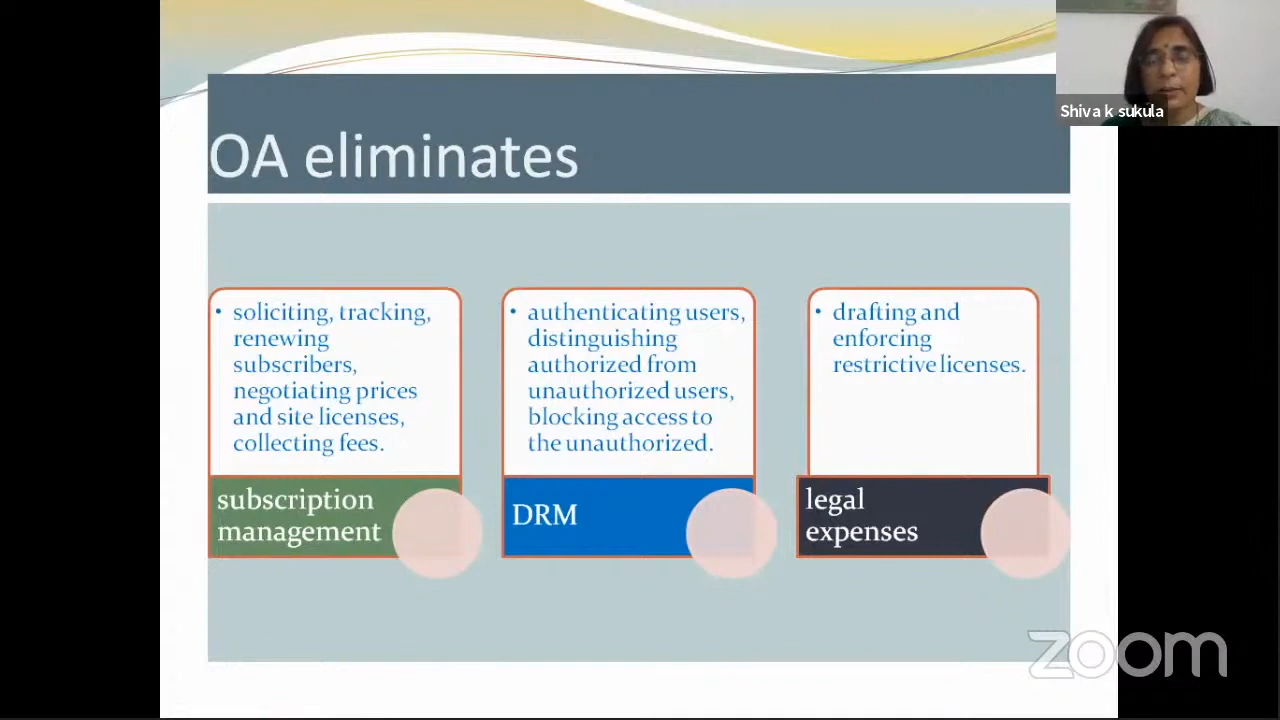 Shiva k sukula
OA eliminates
• soliciting, tracking,
renewing
subscribers,
negotiating prices
and site licenses,
collecting fees.
subscription
management
• authenticating users,
distinguishing
authorized from
unauthorized users,
blocking access to
the unauthorized.
DRM
• drafting and
enforcing
restrictive licenses.
legal
expenses
zoom